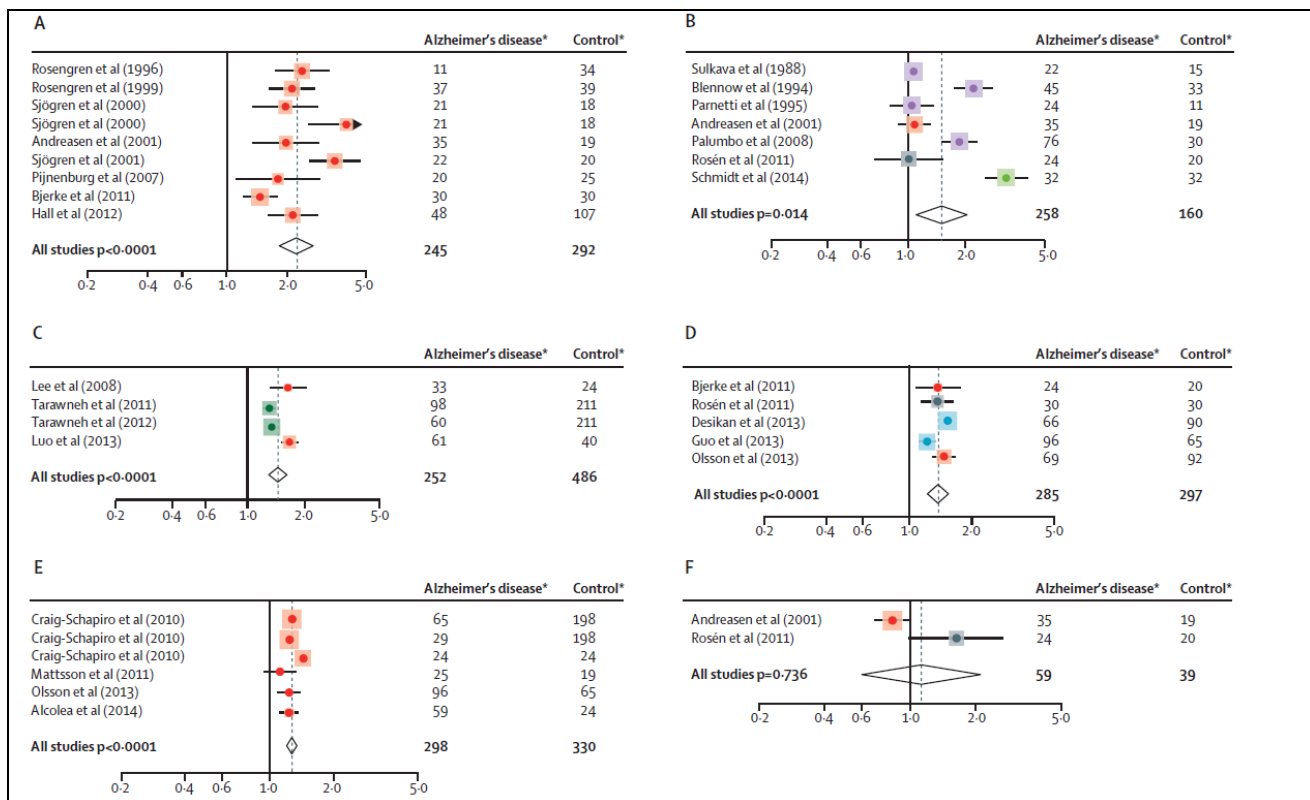 A
Alzheimer's disease* Control*
Rosengren et al (1996) 11 34
Rosengren et al (1999) 37 39
Sjögren et al (2000) 21 18
Sjögren et al (2000) 21 18
Andreasen et al (2001) 35 19
Sjögren et al (2001) 22 20
Pijnenburg et al (2007) 20 25
Bjerke et al (2011) 30 30
Hall et al (2012) 48 107
All studies p<0·0001 245 292
0·2 0·4 0·6 1·0 2·0 5·0
B
Alzheimer's disease* Control*
Sulkava et al (1988) 22 15
Blennow et al (1994) 45 33
Parnetti et al (1995) 24 11
Andreasen et al (2001) 35 19
Palumbo et al (2008) 76 30
Rosén et al (2011) 24 20
Schmidt et al (2014) 32 32
All studies p=0·014 258 160
0·2 0·4 0·6 1·0 2·0 5·0
C
Alzheimer's disease* Control*
Lee et al (2008) 33 24
Tarawneh et al (2011) 98 211
Tarawneh et al (2012) 60 211
Luo et al (2013) 61 40
All studies p<0·0001 252 486
0·2 0·4 0·6 1·0 2·0 5·0
D
Alzheimer's disease* Control*
Bjerke et al (2011) 24 20
Rosén et al (2011) 30 30
Desikan et al (2013) 66 90
Guo et al (2013) 96 65
Olsson et al (2013) 69 92
All studies p<0·0001 285 297
0·2 0·4 0·6 1·0 2·0 5·0
E
Alzheimer's disease* Control*
Craig-Schapiro et al (2010) 65 198
Craig-Schapiro et al (2010) 29 198
Craig-Schapiro et al (2010) 24 24
Mattsson et al (2011) 25 19
Olsson et al (2013) 96 65
Alcolea et al (2014) 59 24
All studies p<0·0001 298 330
0·2 0·4 0·6 1·0 2·0 5·0
F
Alzheimer's disease* Control*
Andreasen et al (2001) 35 19
Rosén et al (2011) 24 20
All studies p=0·736 59 39
0·2 0·4 0·6 1·0 2·0 5·0